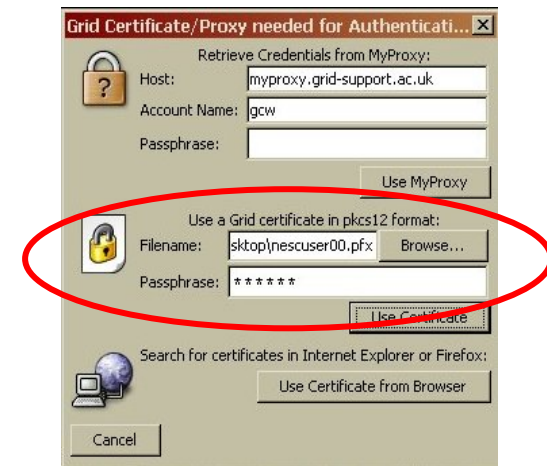 Grid Certificate/Proxy needed for Authenticati...
Retrieve Credentials from MyProxy:
Host: myproxy.grid-support.ac.uk
Account Name: gcw
Passphrase:
Use MyProxy
Use a Grid certificate in pkcs12 format:
Filename: sktop\nescuser00.pfx Browse...
Passphrase: ******
Use Certificate
Search for certificates in Internet Explorer or Firefox:
Use Certificate from Browser
Cancel